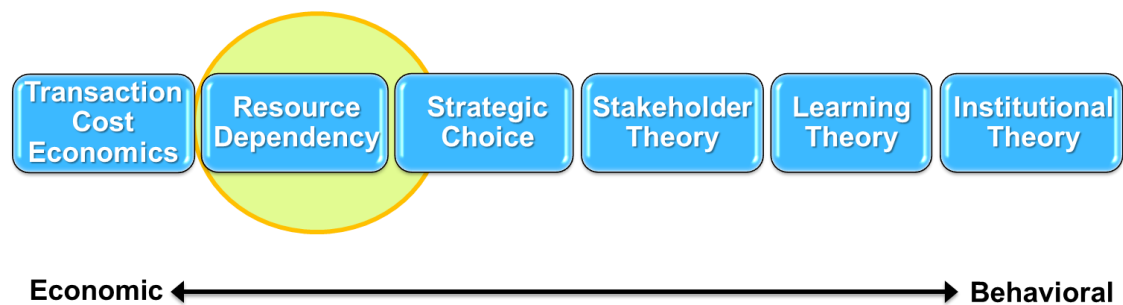 Transaction
Cost
Economics
Resource
Dependency
Strategic
Choice
Stakeholder
Theory
Learning
Theory
Institutional
Theory
Economic
Behavioral